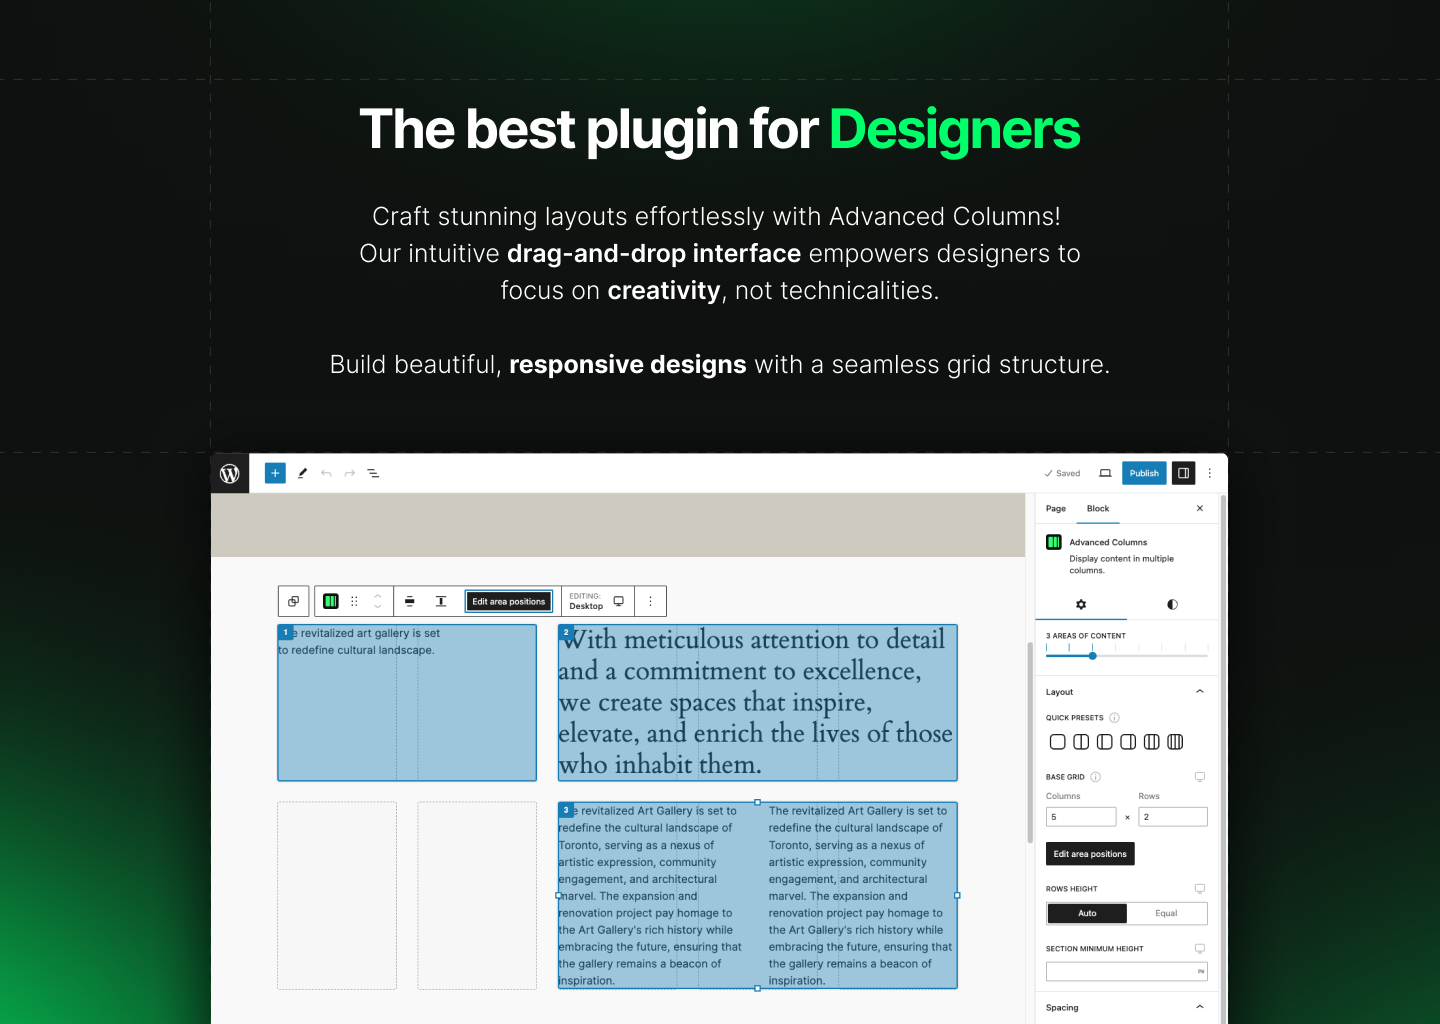 The best plugin for Designers
Craft stunning layouts effortlessly with Advanced Columns!
Our intuitive drag-and-drop interface empowers designers to
focus on creativity, not technicalities.
Build beautiful, responsive designs with a seamless grid structure.
Saved
Publish
Page
Block
Advanced Columns
Display content in multiple
columns.
Edit area positions
EDITING:
Desktop
1
e revitalized art gallery is set
to redefine cultural landscape.
2
With meticulous attention to detail
and a commitment to excellence,
we create spaces that inspire,
elevate, and enrich the lives of those
who inhabit them.
3
e revitalized Art Gallery is set to
redefine the cultural landscape of
Toronto, serving as a nexus of
artistic expression, community
engagement, and architectural
marvel. The expansion and
renovation project pay homage to
the Art Gallery's rich history while
embracing the future, ensuring that
the gallery remains a beacon of
inspiration.
The revitalized Art Gallery is set to
redefine the cultural landscape of
Toronto, serving as a nexus of
artistic expression, community
engagement, and architectural
marvel. The expansion and
renovation project pay homage to
the Art Gallery's rich history while
embracing the future, ensuring that
the gallery remains a beacon of
inspiration.
3 AREAS OF CONTENT
Layout
QUICK PRESETS
BASE GRID
Columns
Rows
5 × 2
Edit area positions
ROWS HEIGHT
Auto
Equal
SECTION MINIMUM HEIGHT
PX
Spacing